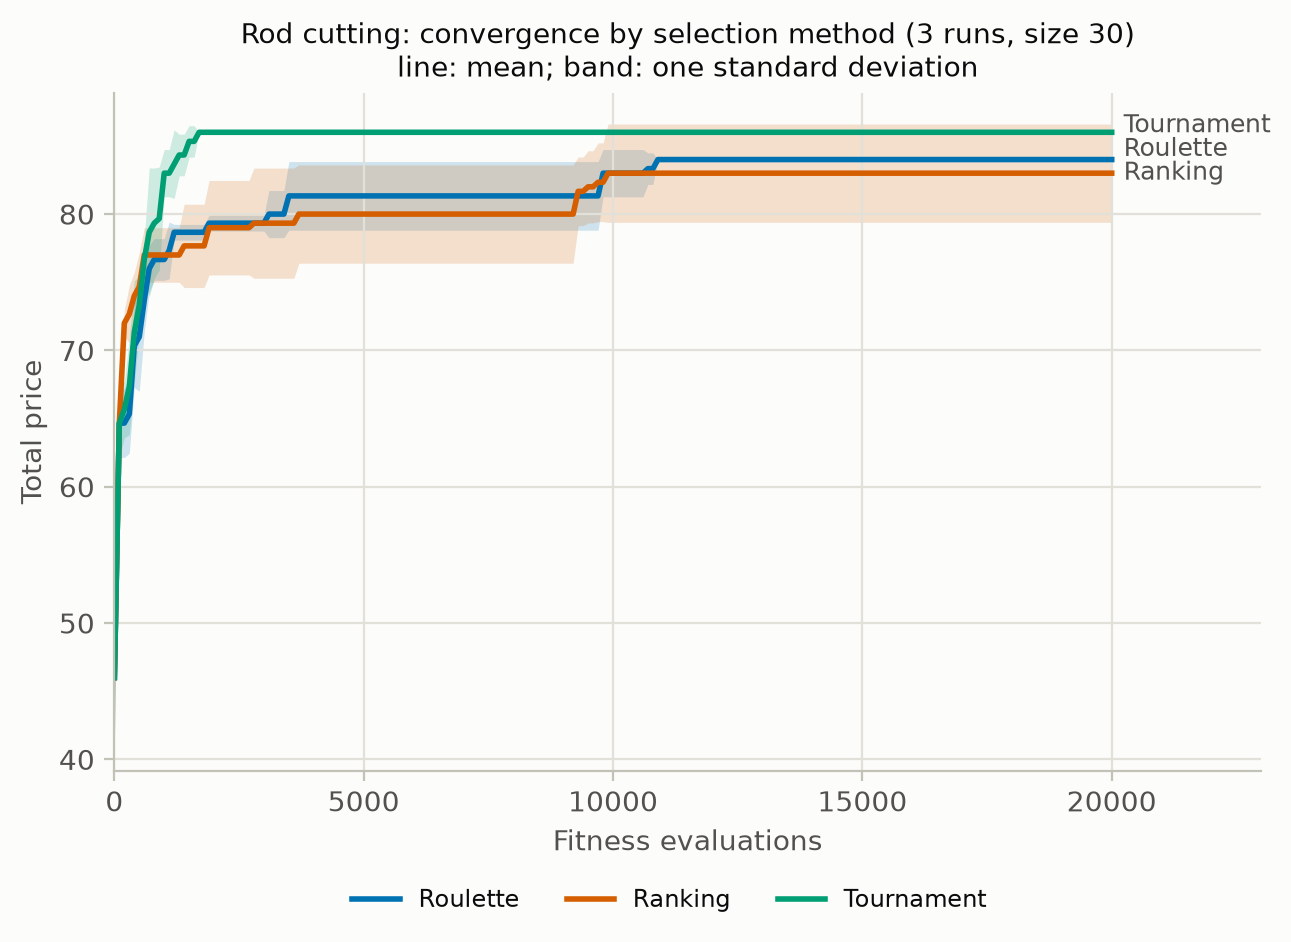 Rod cutting: convergence by selection method (3 runs, size 30)
line: mean; band: one standard deviation
Total price
80
70
60
50
40
Tournament
Roulette
Ranking
0
5000
10000
15000
20000
Fitness evaluations
Roulette
Ranking
Tournament